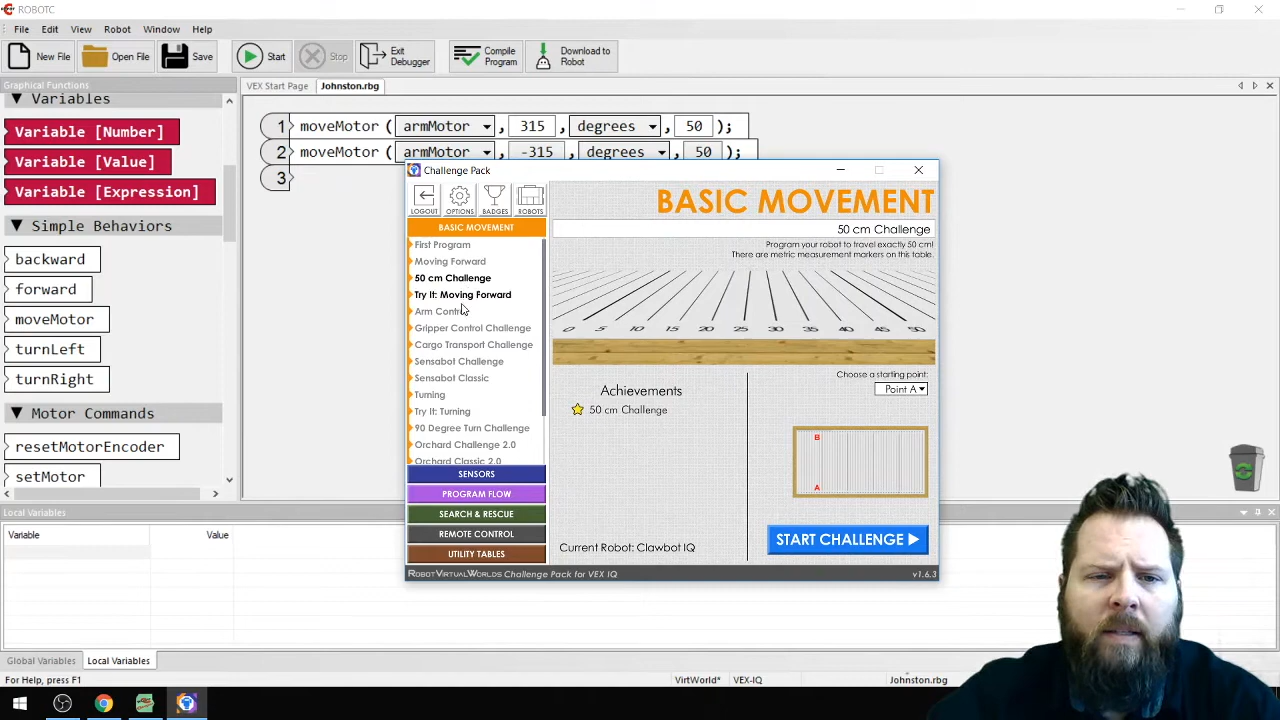 ROBOTC
File Edit View Robot Window Help
New File Open File Save Start Stop Exit Debugger Compile Program Download to Robot
Graphical Functions
VEX Start Page Johnston.rbg
Variables
Variable [Number]
Variable [Value]
Variable [Expression]
Simple Behaviors
backward
forward
moveMotor
turnLeft
turnRight
Motor Commands
resetMotorEncoder
setMotor
1 moveMotor ( armMotor , 315 , degrees , 50 );
2 moveMotor ( armMotor , -315 , degrees , 50 );
3
Challenge Pack
LOGOUT OPTIONS BADGES ROBOTS
BASIC MOVEMENT
First Program
Moving Forward
50 cm Challenge
Try It: Moving Forward
Arm Control
Gripper Control Challenge
Cargo Transport Challenge
Sensabot Challenge
Sensabot Classic
Turning
Try It: Turning
90 Degree Turn Challenge
Orchard Challenge 2.0
Orchard Classic 2.0
SENSORS
PROGRAM FLOW
SEARCH & RESCUE
REMOTE CONTROL
UTILITY TABLES
BASIC MOVEMENT
50 cm Challenge
Program your robot to travel exactly 50 cm!
There are metric measurement markers on this table.
0 5 10 15 20 25 30 35 40 45 50
Achievements
50 cm Challenge
Choose a starting point:
Point A
B
A
Current Robot: Clawbot IQ
START CHALLENGE
ROBOTVIRTUALWORLDS Challenge Pack for VEX IQ v1.6.3
Local Variables
Variable Value
Global Variables Local Variables
For Help, press F1 VirtWorld* VEX-IQ Johnston.rbg